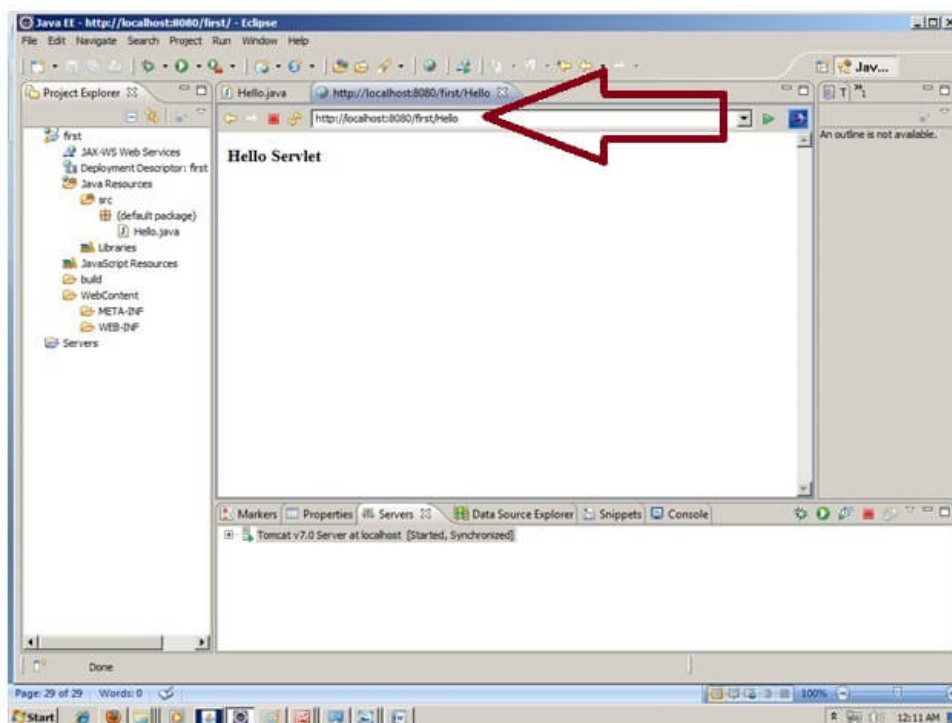 Java EE - http://localhost:8080/first/ - Eclipse
File Edit Navigate Search Project Run Window Help
Jav...
Project Explorer
Hello.java
http://localhost:8080/first/Hello
http://localhost:8080/first/Hello
An outline is not available.
Hello Servlet
first
JAX-WS Web Services
Deployment Descriptor: first
Java Resources
src
(default package)
Hello.java
Libraries
JavaScript Resources
build
WebContent
META-INF
WEB-INF
Servers
Markers Properties Servers Data Source Explorer Snippets Console
Tomcat v7.0 Server at localhost [Started, Synchronized]
Done
Page: 29 of 29 Words: 0 100%
Start 12:11 AM